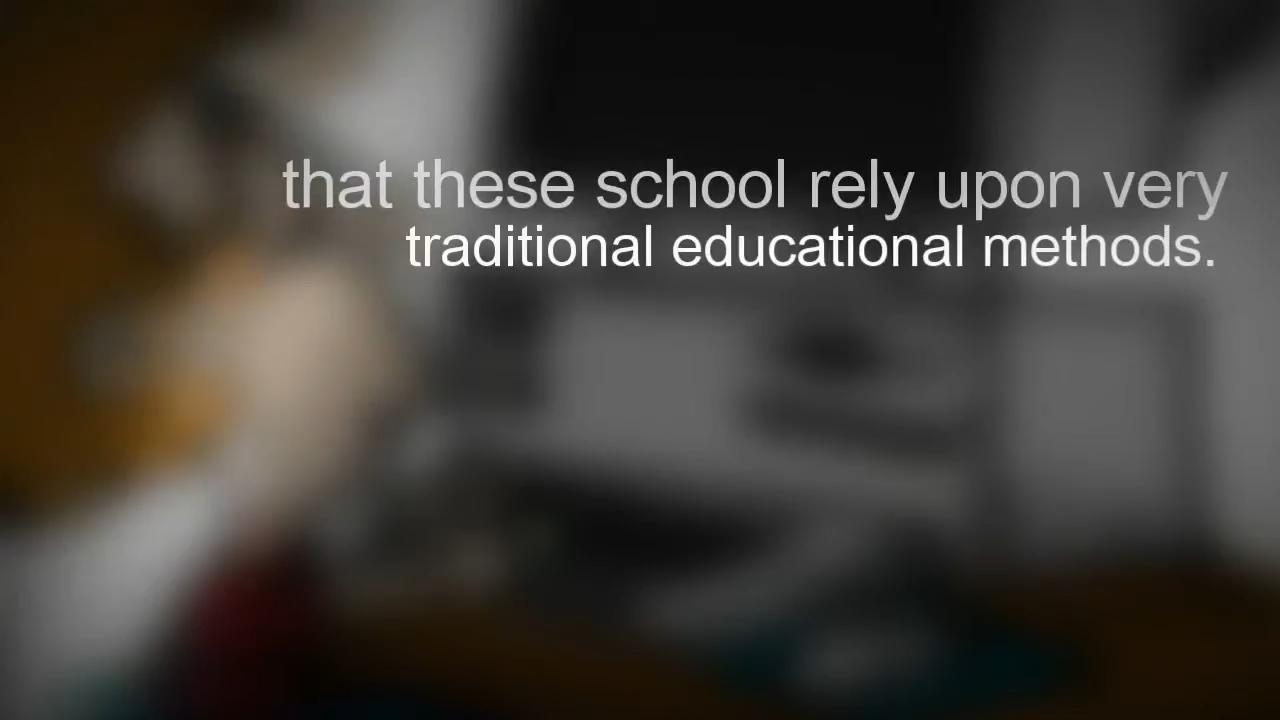 that these school rely upon very
traditional educational methods.